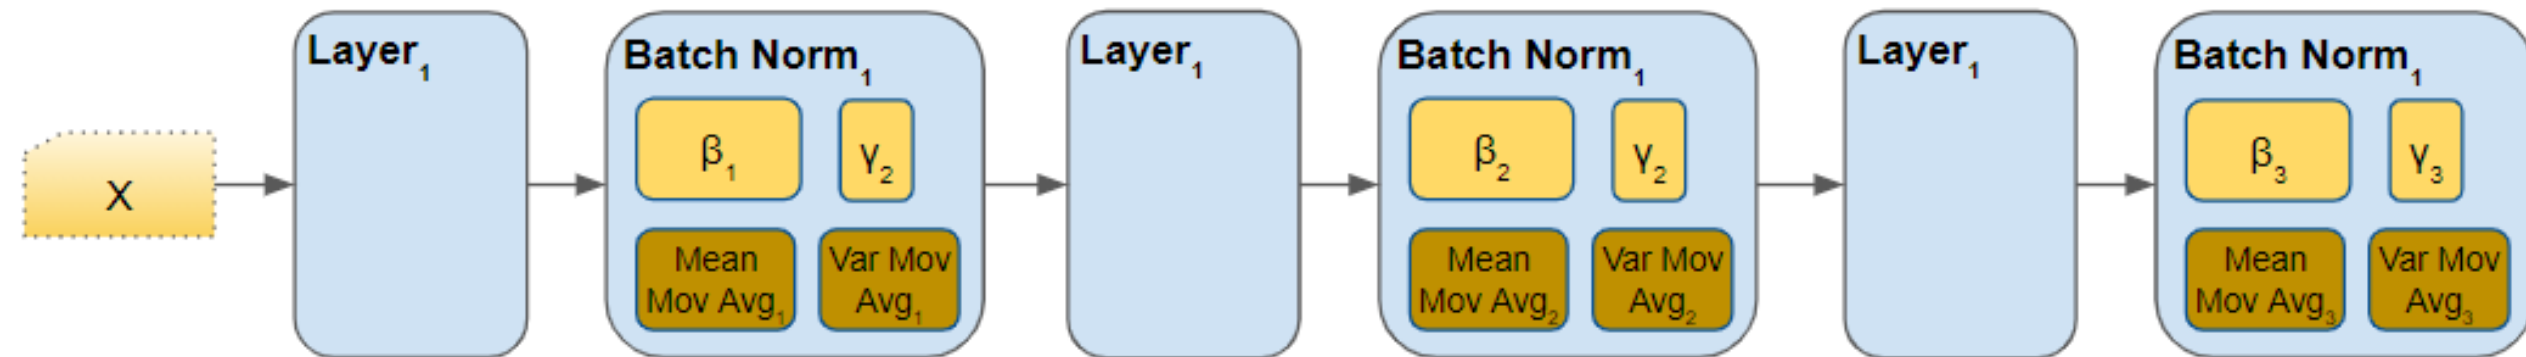 X
Layer₁
Batch Norm₁
β₁
γ₂
Mean
Mov Avg₁
Var Mov
Avg₁
Layer₁
Batch Norm₁
β₂
γ₂
Mean
Mov Avg₂
Var Mov
Avg₂
Layer₁
Batch Norm₁
β₃
γ₃
Mean
Mov Avg₃
Var Mov
Avg₃